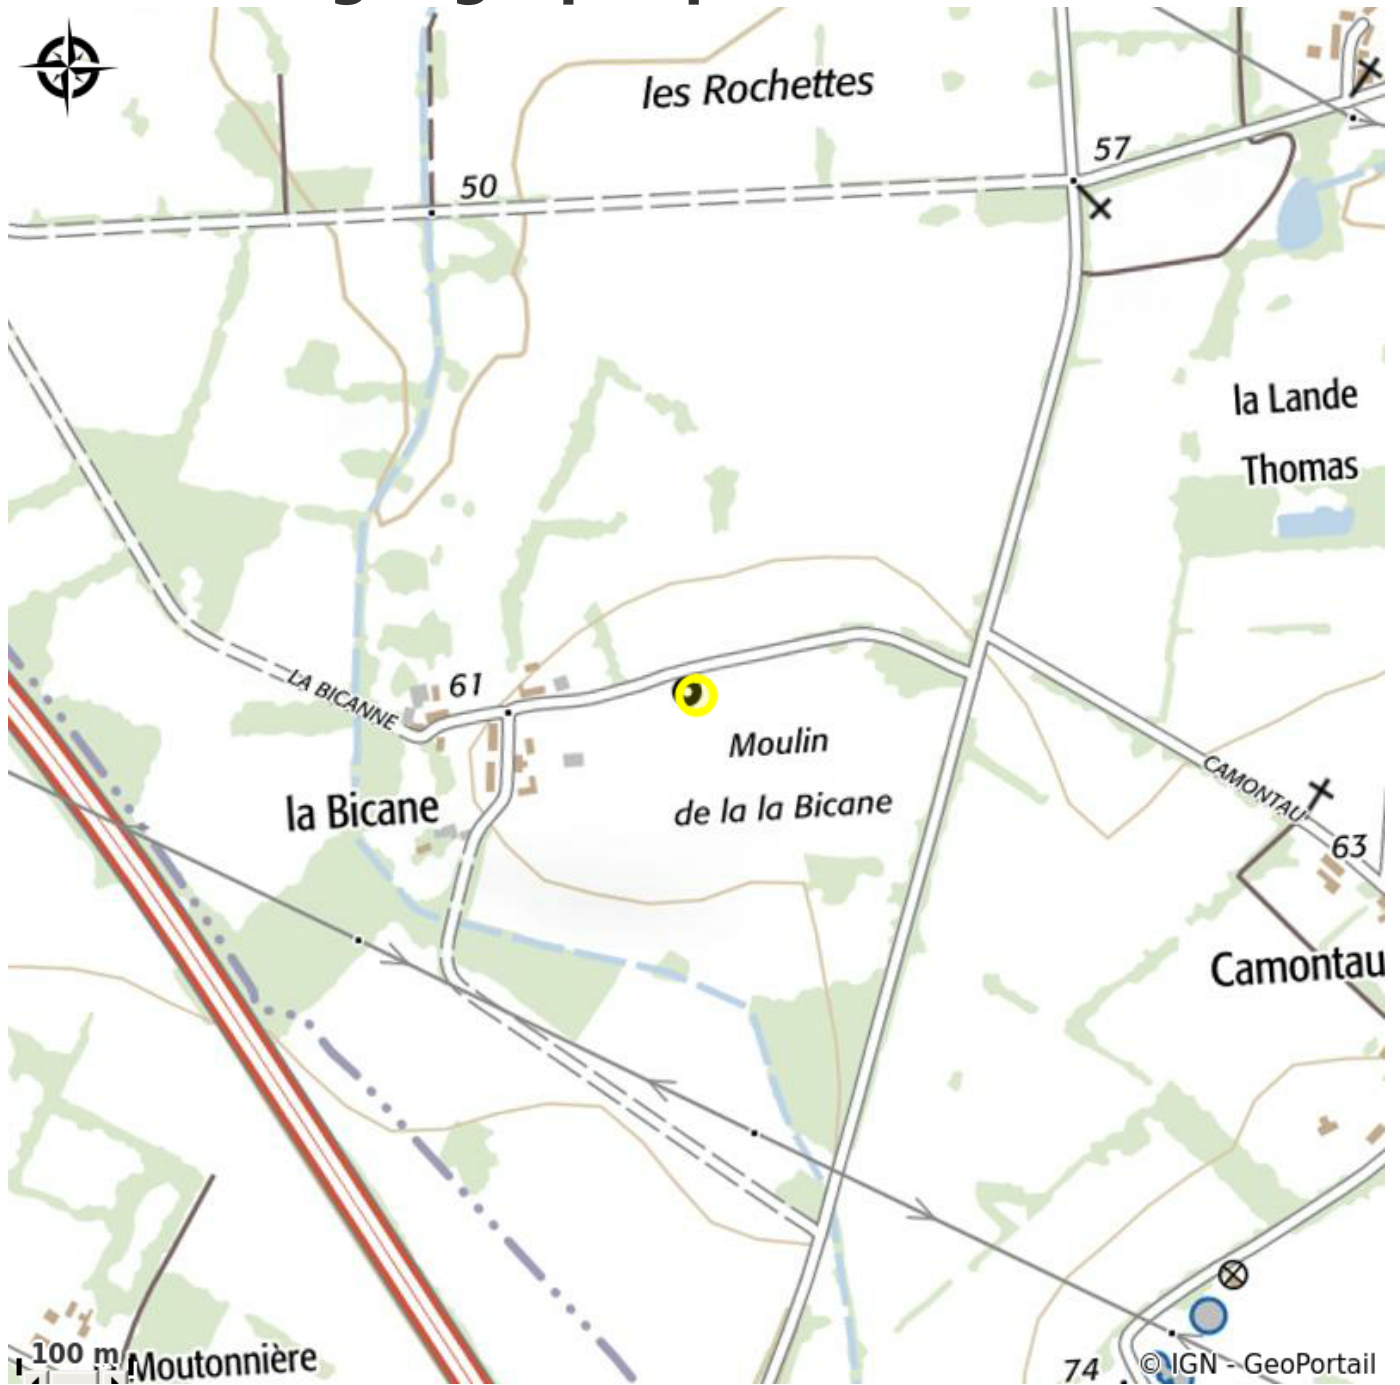 les Rochettes
57
50
la Lande
Thomas
61
LA BICANNE
Moulin
de la la Bicane
la Bicane
CAMONTAU
63
Camontau
100 m
Moutonnière
74
© IGN - GeoPortail